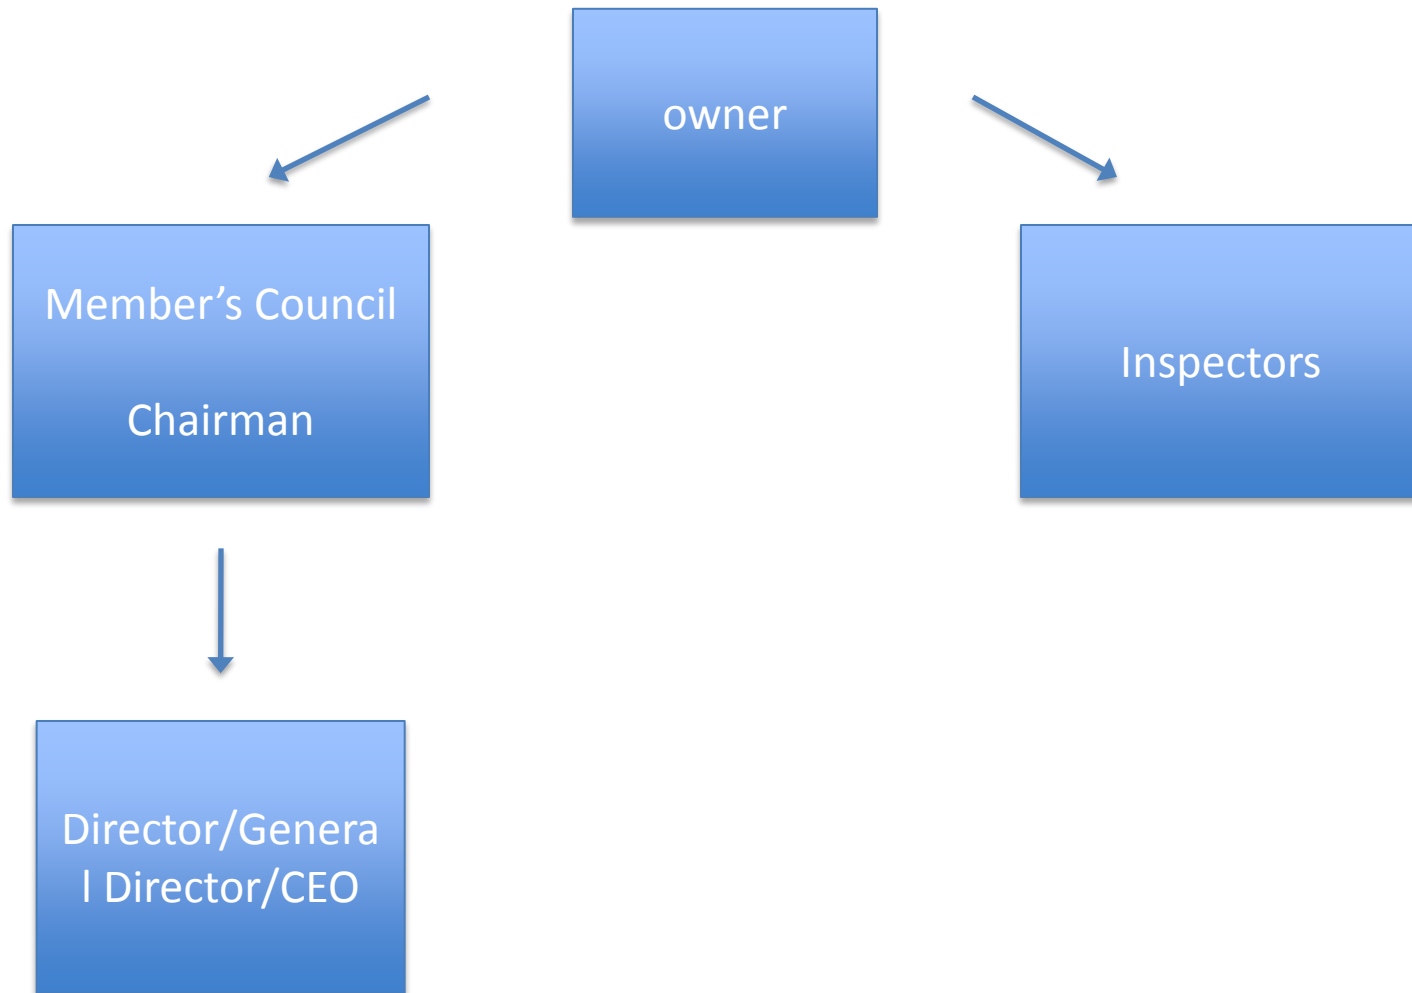 owner
Member’s Council
Chairman
Inspectors
Director/Genera
l Director/CEO